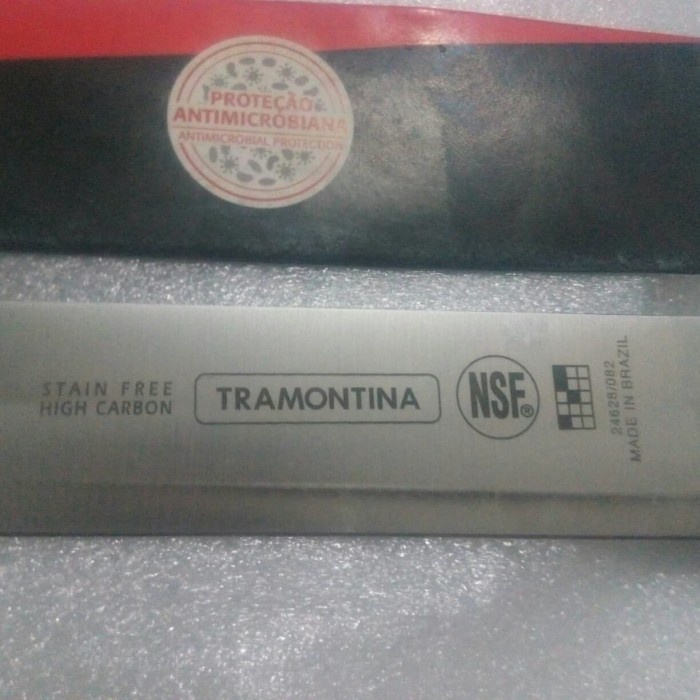 PROTEÇÃO
ANTIMICROBIANA
ANTIMICROBIAL PROTECTION
STAIN FREE
HIGH CARBON
TRAMONTINA
NSF®
24628/082
MADE IN BRAZIL